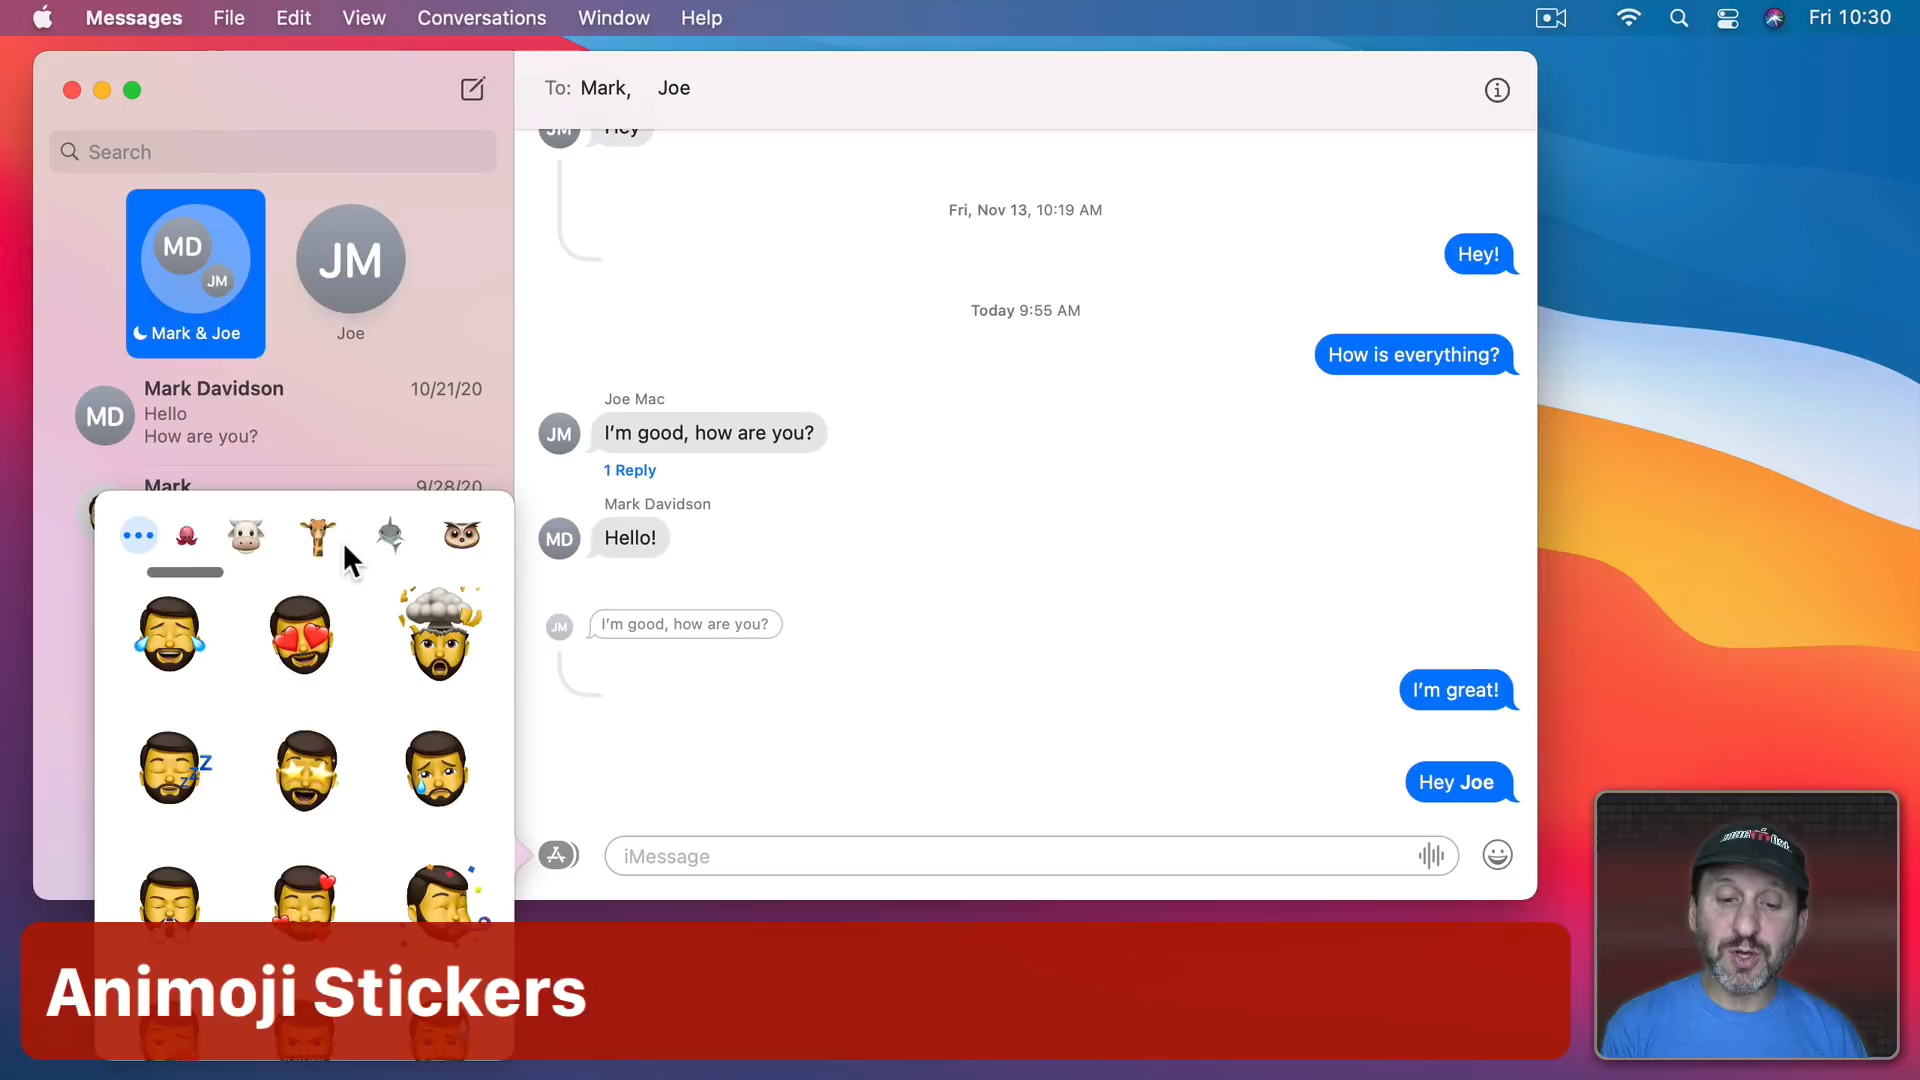 Messages File Edit View Conversations Window Help Fri 10:30
To: Mark, Joe
Search
MD
JM
Mark & Joe
JM
Joe
Mark Davidson 10/21/20
MD
Hello
How are you?
Mark 9/28/20
JM Hey
Fri, Nov 13, 10:19 AM
Hey!
Today 9:55 AM
How is everything?
Joe Mac
JM I'm good, how are you?
1 Reply
Mark Davidson
MD Hello!
JM I'm good, how are you?
I'm great!
Hey Joe
iMessage
zzZ
Animoji Stickers